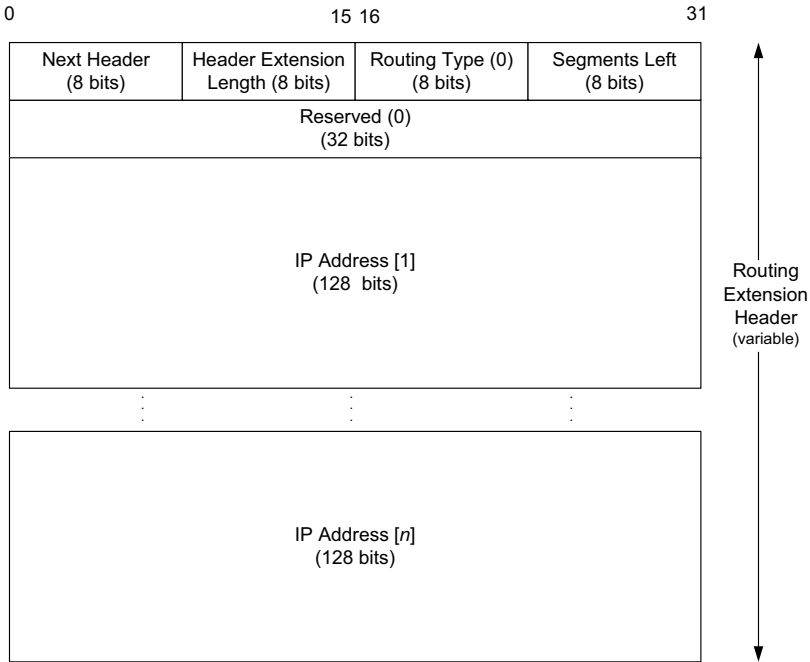 0 15 16 31
Next Header (8 bits)
Header Extension Length (8 bits)
Routing Type (0) (8 bits)
Segments Left (8 bits)
Reserved (0)
(32 bits)
IP Address [1]
(128 bits)
Routing
Extension
Header
(variable)
IP Address [n]
(128 bits)